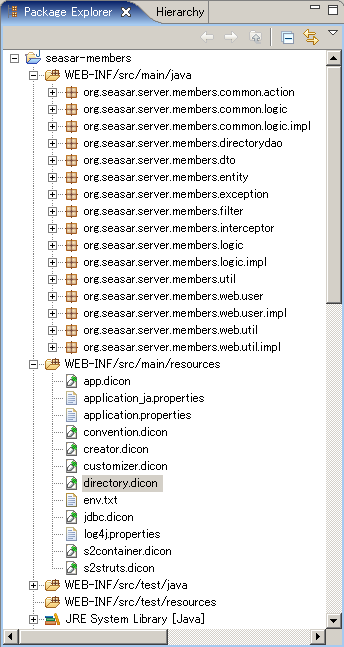 Package Explorer
Hierarchy
seasar-members
WEB-INF/src/main/java
org.seasar.server.members.common.action
org.seasar.server.members.common.logic
org.seasar.server.members.common.logic.impl
org.seasar.server.members.directorydao
org.seasar.server.members.dto
org.seasar.server.members.entity
org.seasar.server.members.exception
org.seasar.server.members.filter
org.seasar.server.members.interceptor
org.seasar.server.members.logic
org.seasar.server.members.logic.impl
org.seasar.server.members.util
org.seasar.server.members.web.user
org.seasar.server.members.web.user.impl
org.seasar.server.members.web.util
org.seasar.server.members.web.util.impl
WEB-INF/src/main/resources
app.dicon
application_ja.properties
application.properties
convention.dicon
creator.dicon
customizer.dicon
directory.dicon
env.txt
jdbc.dicon
log4j.properties
s2container.dicon
s2struts.dicon
WEB-INF/src/test/java
WEB-INF/src/test/resources
JRE System Library [Java]